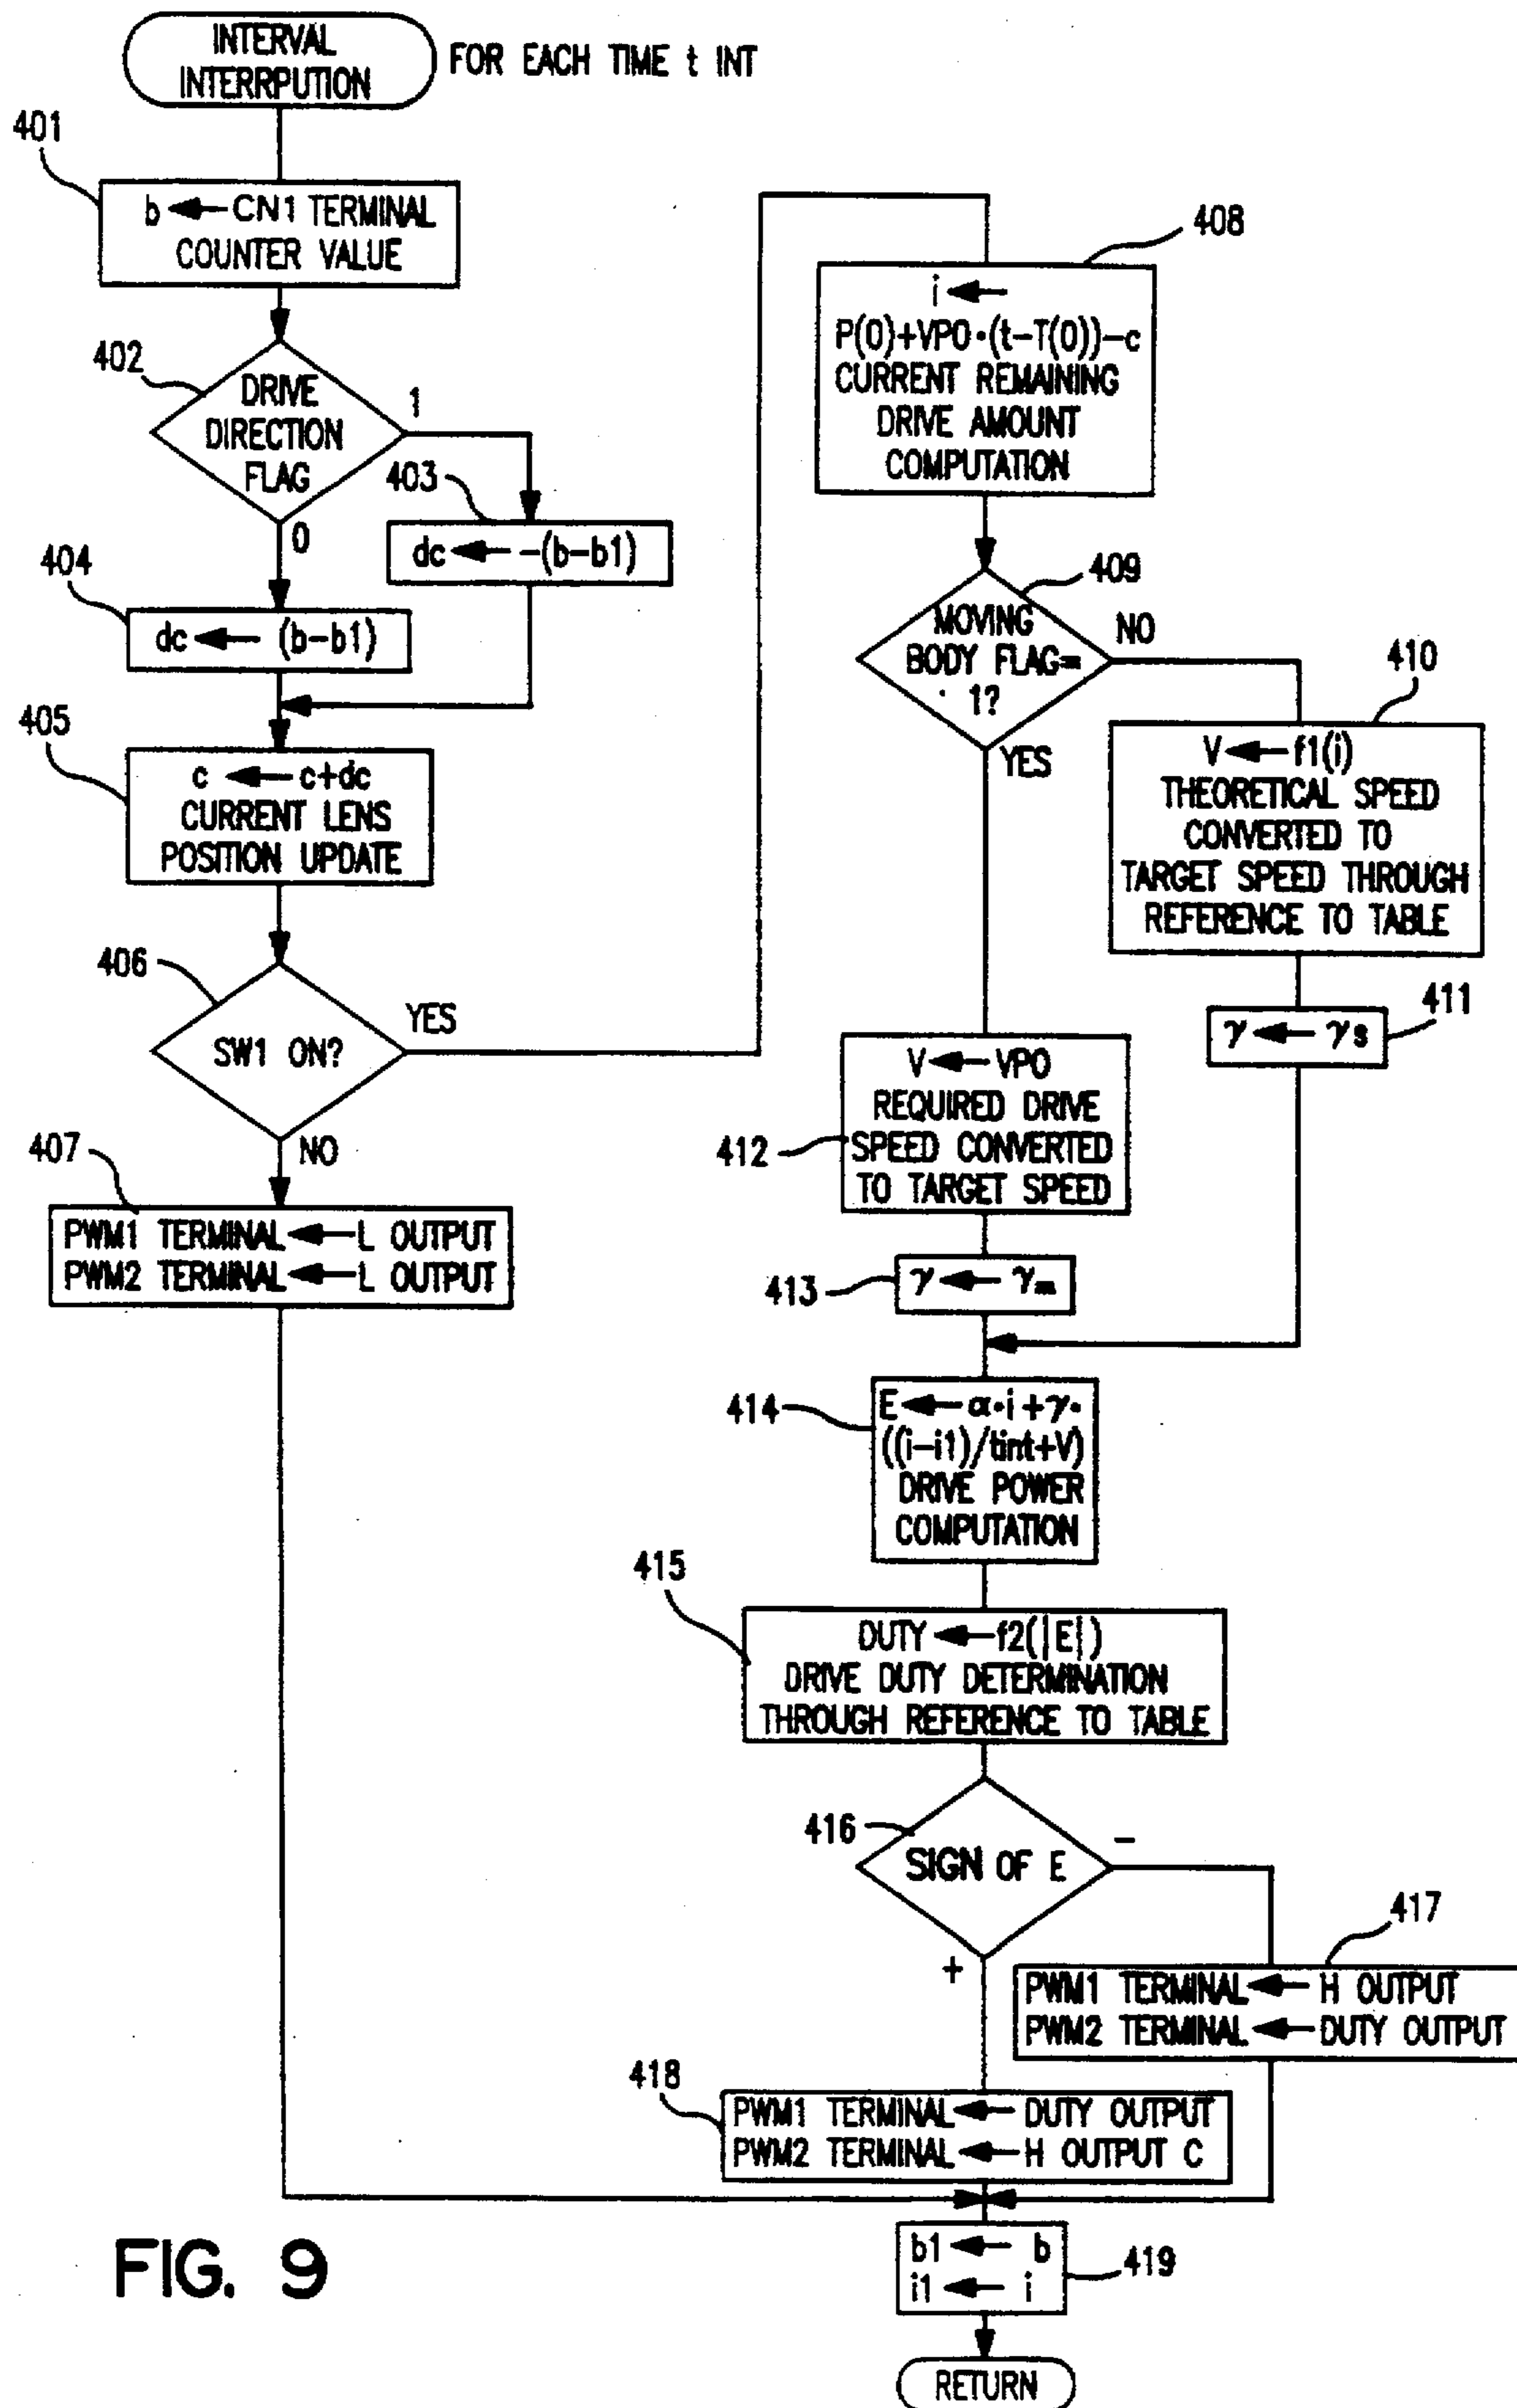 INTERVAL
INTERRPUTION
FOR EACH TIME t INT
401
b ← CN1 TERMINAL
COUNTER VALUE
402
DRIVE
DIRECTION
FLAG
1
0
403
dc ← -(b-b1)
404
dc ← (b-b1)
405
c ← c+dc
CURRENT LENS
POSITION UPDATE
406
SW1 ON?
YES
NO
407
PWM1 TERMINAL ← L OUTPUT
PWM2 TERMINAL ← L OUTPUT
408
i ←
P(0)+VPO·(t-T(0))-c
CURRENT REMAINING
DRIVE AMOUNT
COMPUTATION
409
MOVING
BODY FLAG=
1?
NO
YES
410
V ← f1(i)
THEORETICAL SPEED
CONVERTED TO
TARGET SPEED THROUGH
REFERENCE TO TABLE
411
γ ← γs
412
V ← VPO
REQUIRED DRIVE
SPEED CONVERTED
TO TARGET SPEED
413
γ ← γm
414
E ← α·i+γ·
((i-i1)/tint+V)
DRIVE POWER
COMPUTATION
415
DUTY ← f2(|E|)
DRIVE DUTY DETERMINATION
THROUGH REFERENCE TO TABLE
416
SIGN OF E
-
+
417
PWM1 TERMINAL ← H OUTPUT
PWM2 TERMINAL ← DUTY OUTPUT
418
PWM1 TERMINAL ← DUTY OUTPUT
PWM2 TERMINAL ← H OUTPUT C
419
b1 ← b
i1 ← i
RETURN
FIG. 9